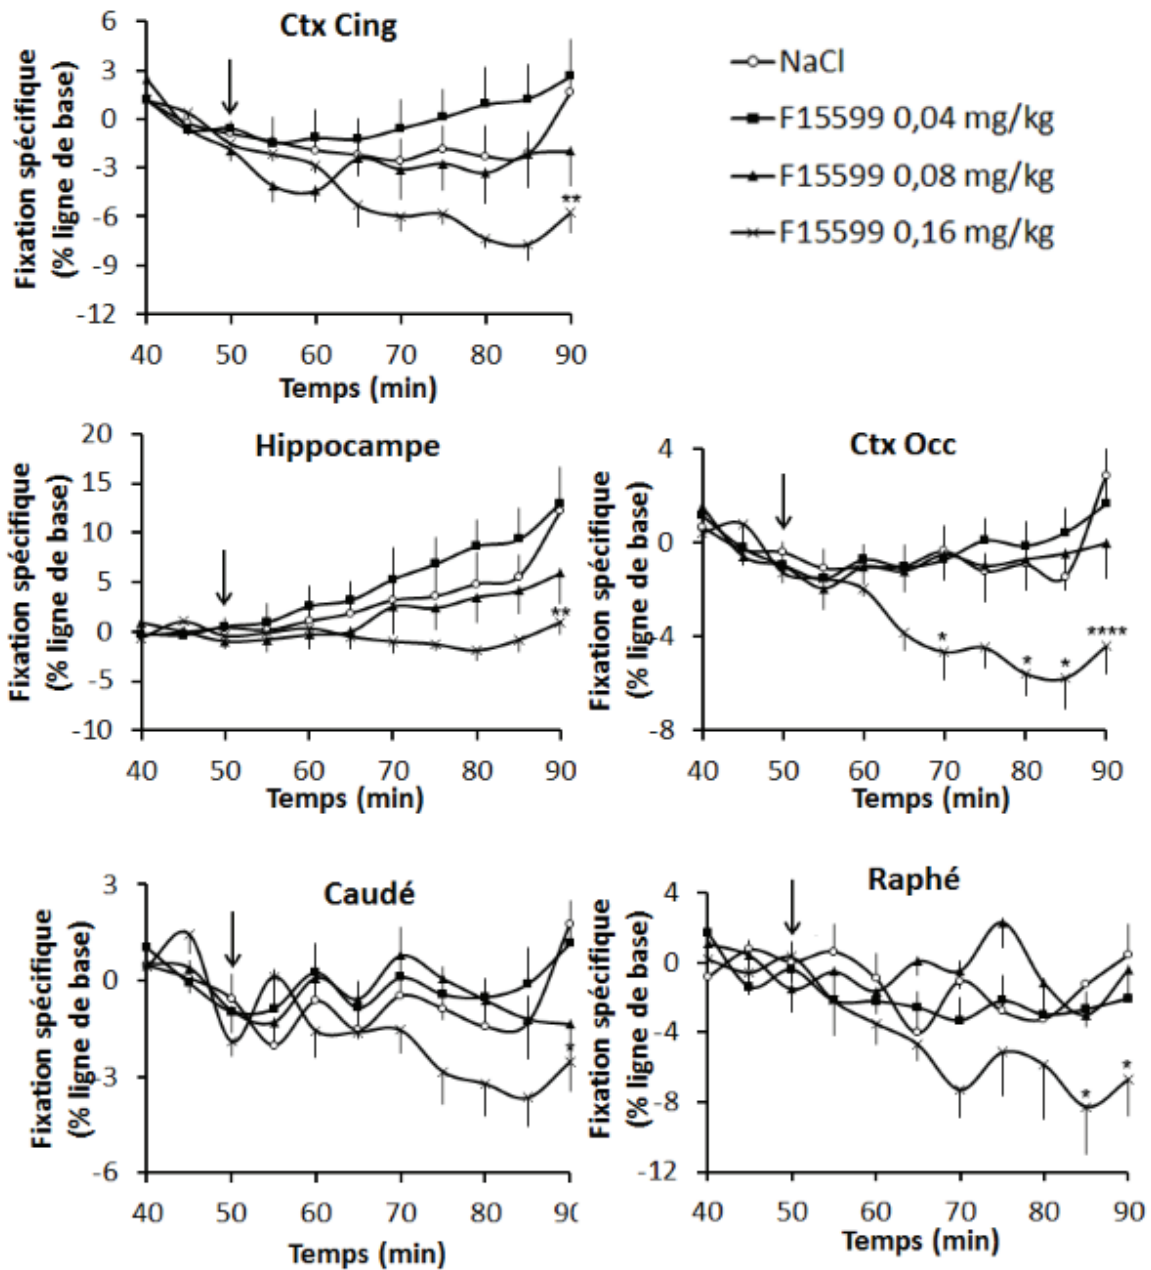 Ctx Cing
Fixation spécifique
(% ligne de base)
6
3
0
-3
-6
-9
-12
**
40 50 60 70 80 90
Temps (min)
NaCl
F15599 0,04 mg/kg
F15599 0,08 mg/kg
F15599 0,16 mg/kg
Hippocampe
Fixation spécifique
(% ligne de base)
20
15
10
5
0
-5
-10
**
40 50 60 70 80 90
Temps (min)
Ctx Occ
Fixation spécifique
(% ligne de base)
4
0
-4
-8
* * * ****
40 50 60 70 80 90
Temps (min)
Caudé
Fixation spécifique
(% ligne de base)
3
0
-3
-6
*
40 50 60 70 80 90
Temps (min)
Raphé
Fixation spécifique
(% ligne de base)
4
0
-4
-8
-12
* *
40 50 60 70 80 90
Temps (min)